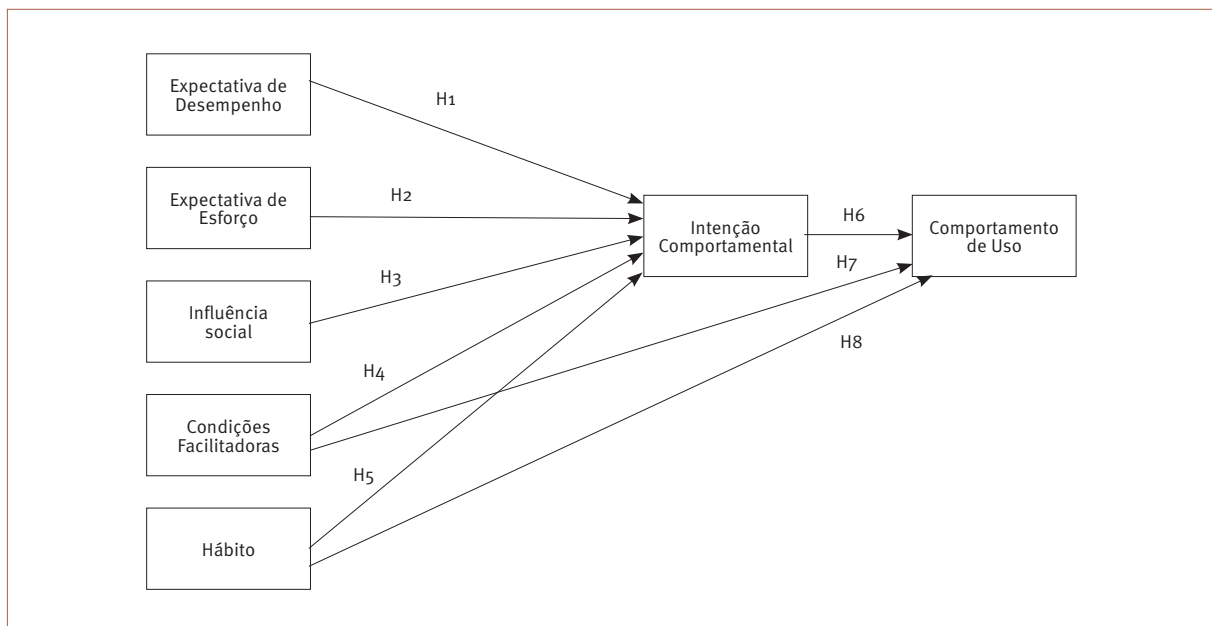 Expectativa de
Desempenho
H1
Expectativa de
Esforço
H2
Intenção
Comportamental
H6
Comportamento
de Uso
H7
H3
Influência
social
H8
H4
Condições
Facilitadoras
H5
Hábito